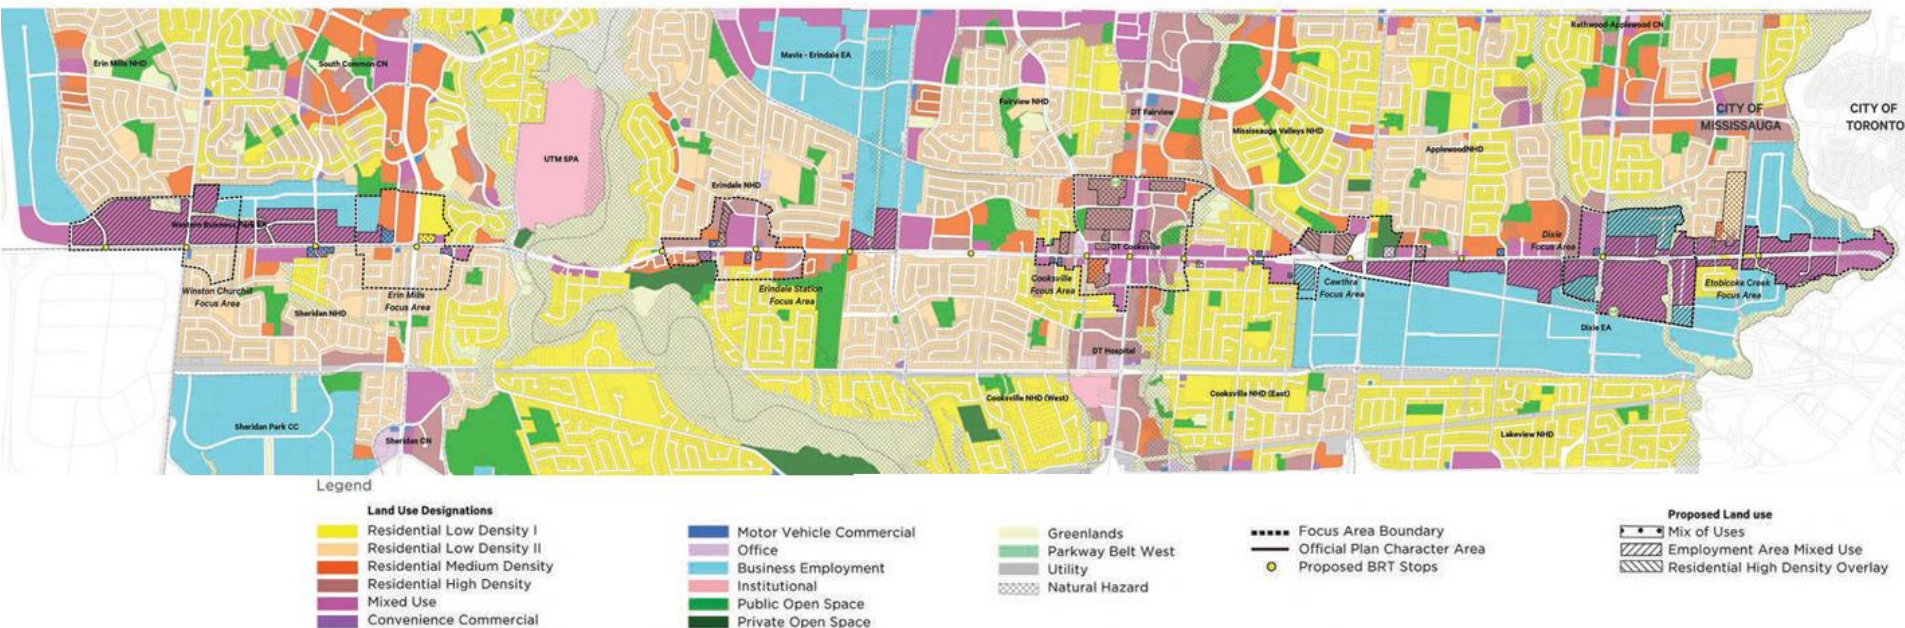 Rathwood-Applewood CN
Erin Mills NHD
South Common CN
Mavis - Erindale EA
Fairview NHD
DT Fairview
CITY OF
MISSISSAUGA
CITY OF
TORONTO
Mississauga Valleys NHD
ApplewoodNHD
UTM SPA
Erindale NHD
Western Business Park EA
DT Cooksville
Dixie
Focus Area
Winston Churchill
Focus Area
Erin Mills
Focus Area
Erindale Station
Focus Area
Cooksville
Focus Area
Cawthra
Focus Area
Etobicoke Creek
Focus Area
Sheridan NHD
Dixie EA
DT Hospital
Cooksville NHD (West)
Cooksville NHD (East)
Sheridan Park CC
Sheridan CN
Lakeview NHD
Legend
Land Use Designations
Residential Low Density I
Residential Low Density II
Residential Medium Density
Residential High Density
Mixed Use
Convenience Commercial
Motor Vehicle Commercial
Office
Business Employment
Institutional
Public Open Space
Private Open Space
Greenlands
Parkway Belt West
Utility
Natural Hazard
Focus Area Boundary
Official Plan Character Area
Proposed BRT Stops
Proposed Land use
Mix of Uses
Employment Area Mixed Use
Residential High Density Overlay